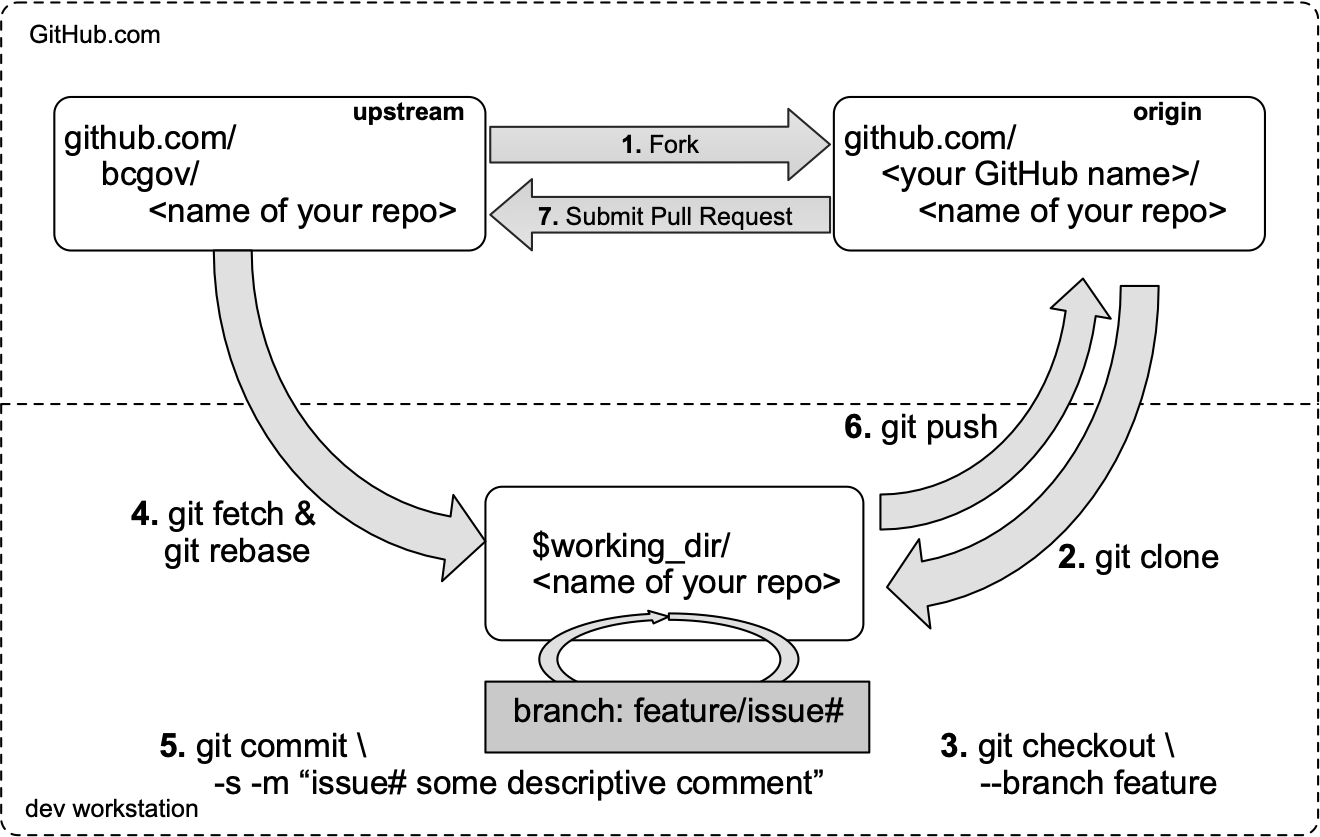 GitHub.com
upstream
github.com/
bcgov/
<name of your repo>
1. Fork
7. Submit Pull Request
origin
github.com/
<your GitHub name>/
<name of your repo>
6. git push
4. git fetch &
git rebase
$working_dir/
<name of your repo>
2. git clone
branch: feature/issue#
5. git commit \
-s -m “issue# some descriptive comment”
3. git checkout \
--branch feature
dev workstation